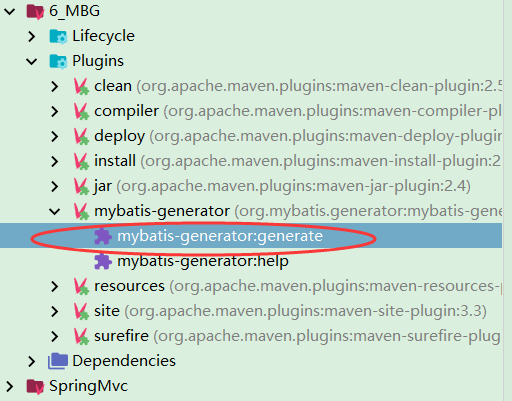 6_MBG
Lifecycle
Plugins
clean (org.apache.maven.plugins:maven-clean-plugin:2.5
compiler (org.apache.maven.plugins:maven-compiler-pl
deploy (org.apache.maven.plugins:maven-deploy-plugin
install (org.apache.maven.plugins:maven-install-plugin:2.
jar (org.apache.maven.plugins:maven-jar-plugin:2.4)
mybatis-generator (org.mybatis.generator:mybatis-gene
mybatis-generator:generate
mybatis-generator:help
resources (org.apache.maven.plugins:maven-resources-p
site (org.apache.maven.plugins:maven-site-plugin:3.3)
surefire (org.apache.maven.plugins:maven-surefire-plug
Dependencies
SpringMvc